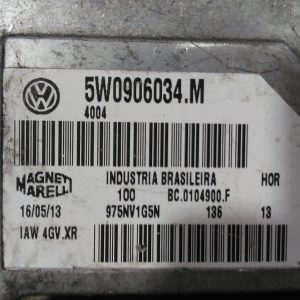 5W0906034.M
4004
MAGNETI
MARELLI
INDUSTRIA BRASILEIRA HOR
100 BC.0104900.F
16/05/13 975NV1G5N 136 13
IAW 4GV.XR